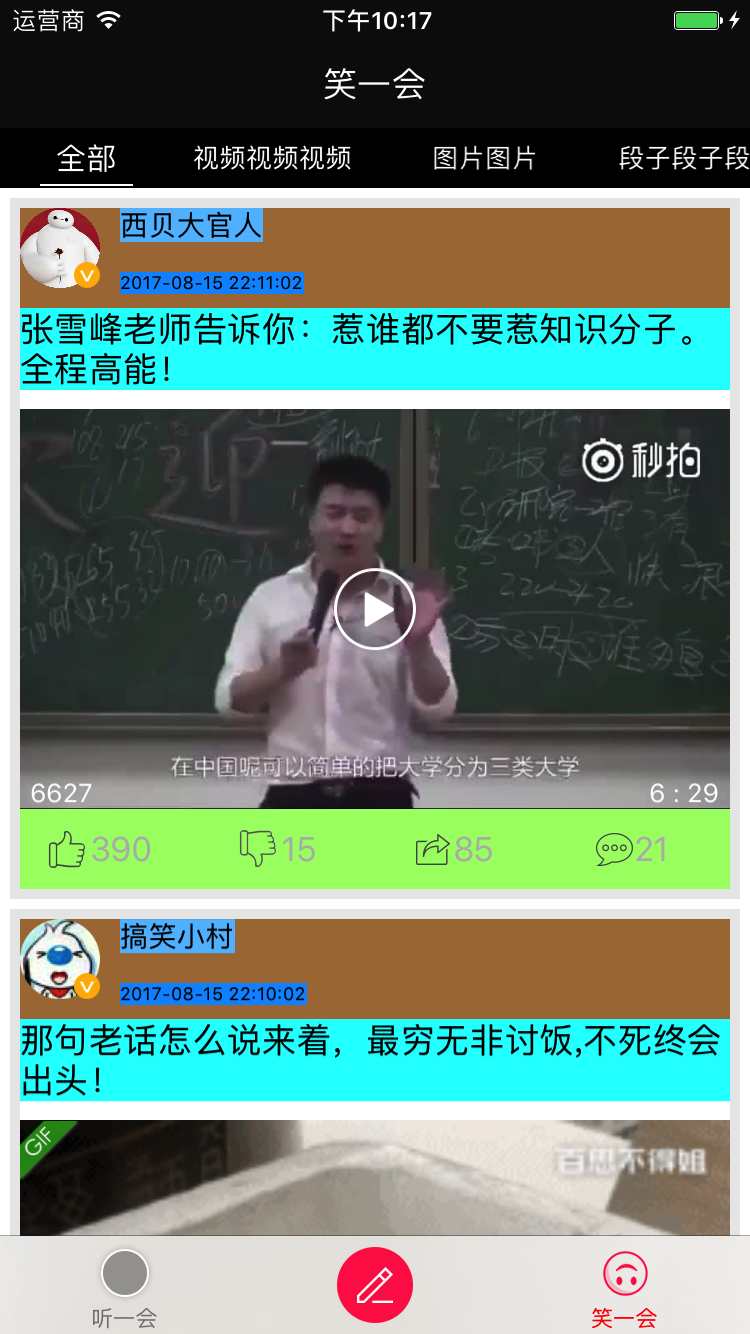 运营商
下午10:17
笑一会
全部
视频视频视频
图片图片
段子段子段
西贝大官人
2017-08-15 22:11:02
张雪峰老师告诉你：惹谁都不要惹知识分子。
全程高能！
秒拍
在中国呢可以简单的把大学分为三类大学
6627
6：29
390
15
85
21
搞笑小村
2017-08-15 22:10:02
那句老话怎么说来着，最穷无非讨饭,不死终会
出头！
GIF
百思不得姐
听一会
笑一会